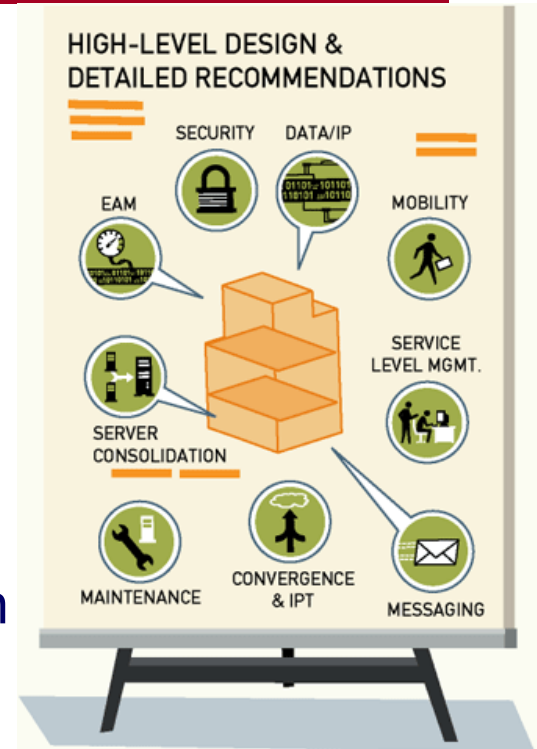 HIGH-LEVEL DESIGN &
DETAILED RECOMMENDATIONS
SECURITY
DATA/IP
EAM
MOBILITY
SERVICE
LEVEL MGMT.
SERVER
CONSOLIDATION
MAINTENANCE
CONVERGENCE
& IPT
MESSAGING